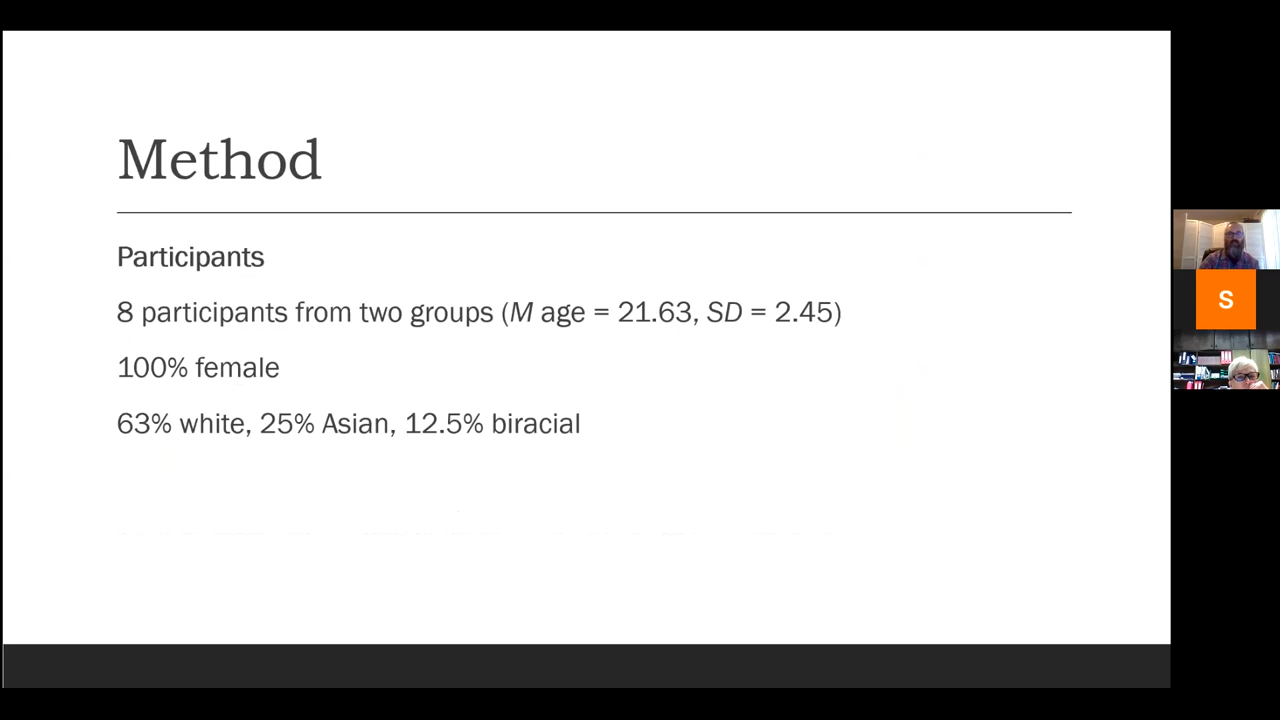 Method
Participants
8 participants from two groups (M age = 21.63, SD = 2.45)
100% female
63% white, 25% Asian, 12.5% biracial
S